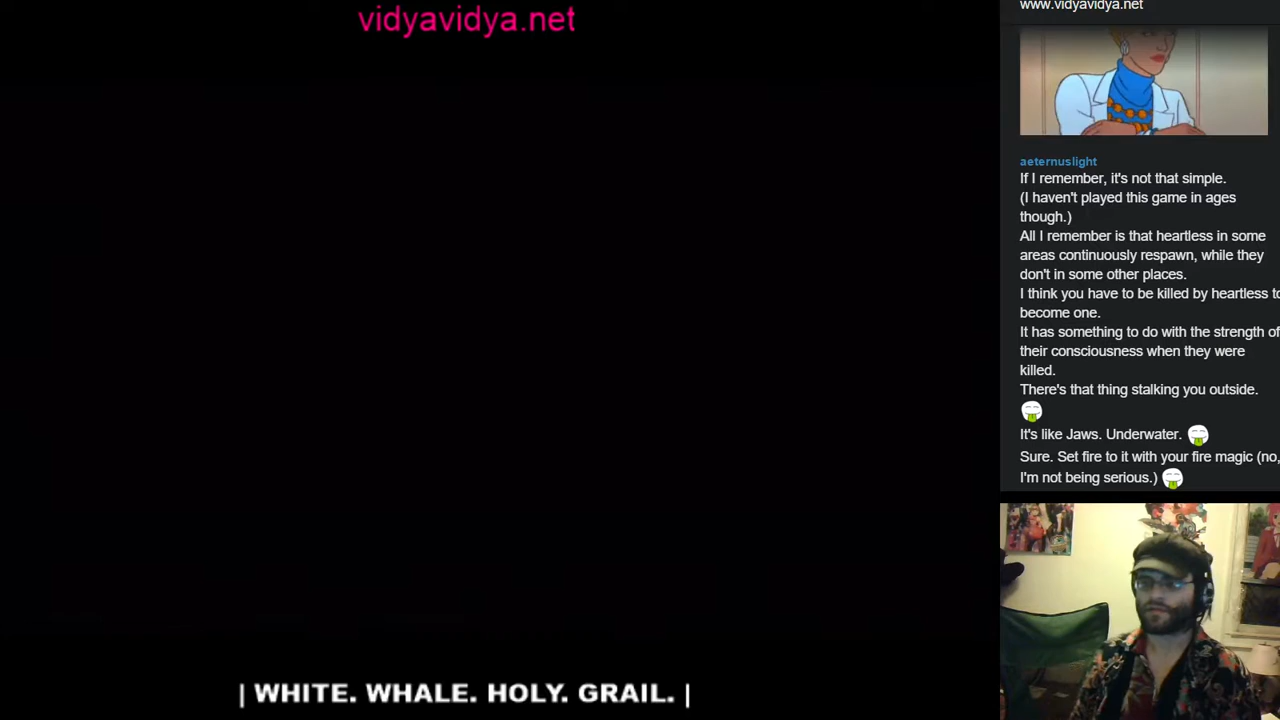 vidyavidya.net
www.vidyavidya.net
aeternuslight
If I remember, it's not that simple.
(I haven't played this game in ages
though.)
All I remember is that heartless in some
areas continuously respawn, while they
don't in some other places.
I think you have to be killed by heartless to
become one.
It has something to do with the strength of
their consciousness when they were
killed.
There's that thing stalking you outside.
It's like Jaws. Underwater.
Sure. Set fire to it with your fire magic (no,
I'm not being serious.)
| WHITE. WHALE. HOLY. GRAIL. |